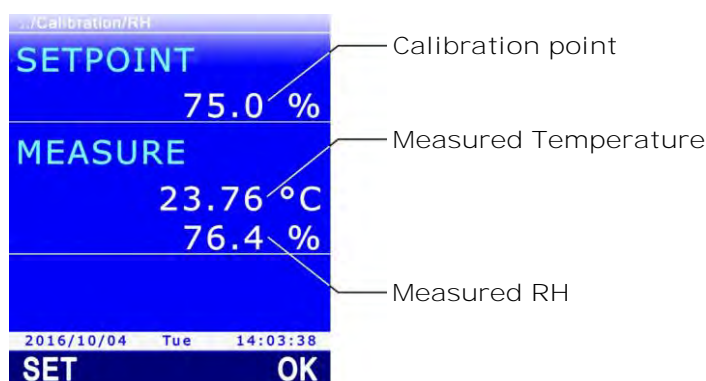 ../Calibration/RH
SETPOINT
75.0 %
Calibration point
MEASURE
Measured Temperature
23.76 °C
76.4 %
Measured RH
2016/10/04 Tue 14:03:38
SET OK